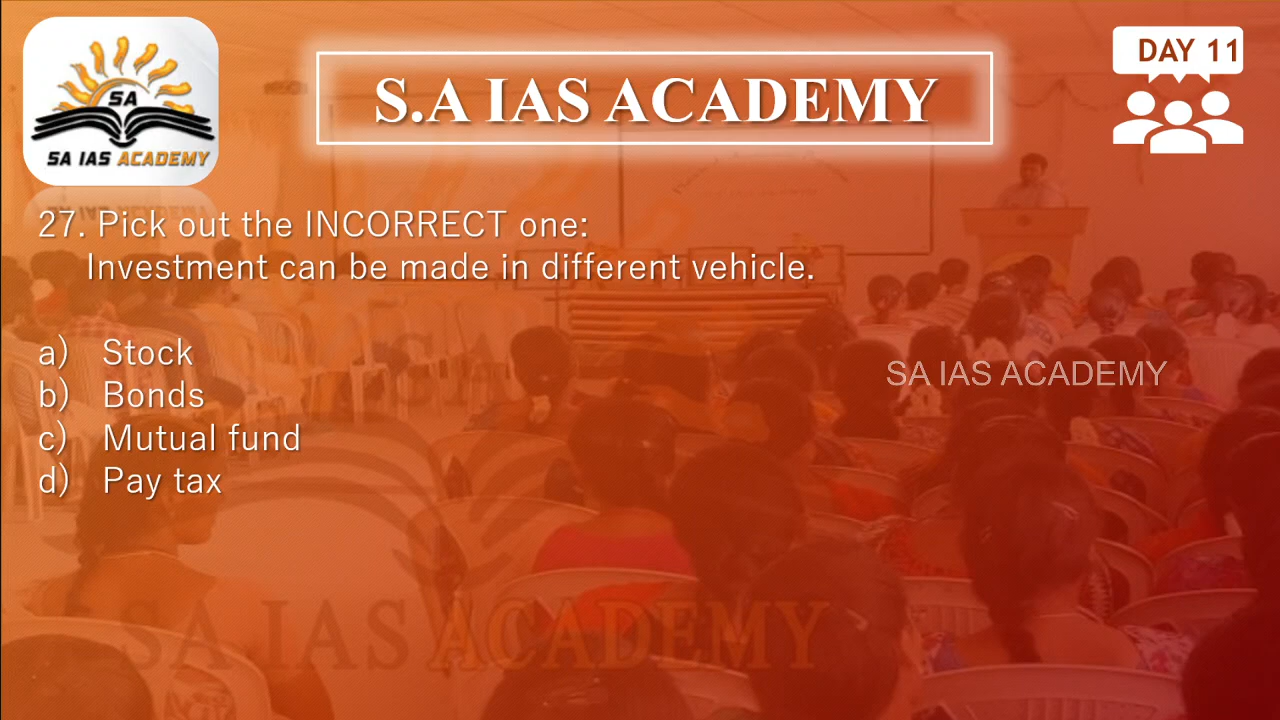 SA
SA IAS ACADEMY
S.A IAS ACADEMY
DAY 11
27. Pick out the INCORRECT one:
Investment can be made in different vehicle.
a) Stock
b) Bonds
c) Mutual fund
d) Pay tax
SA IAS ACADEMY
SA IAS ACADEMY